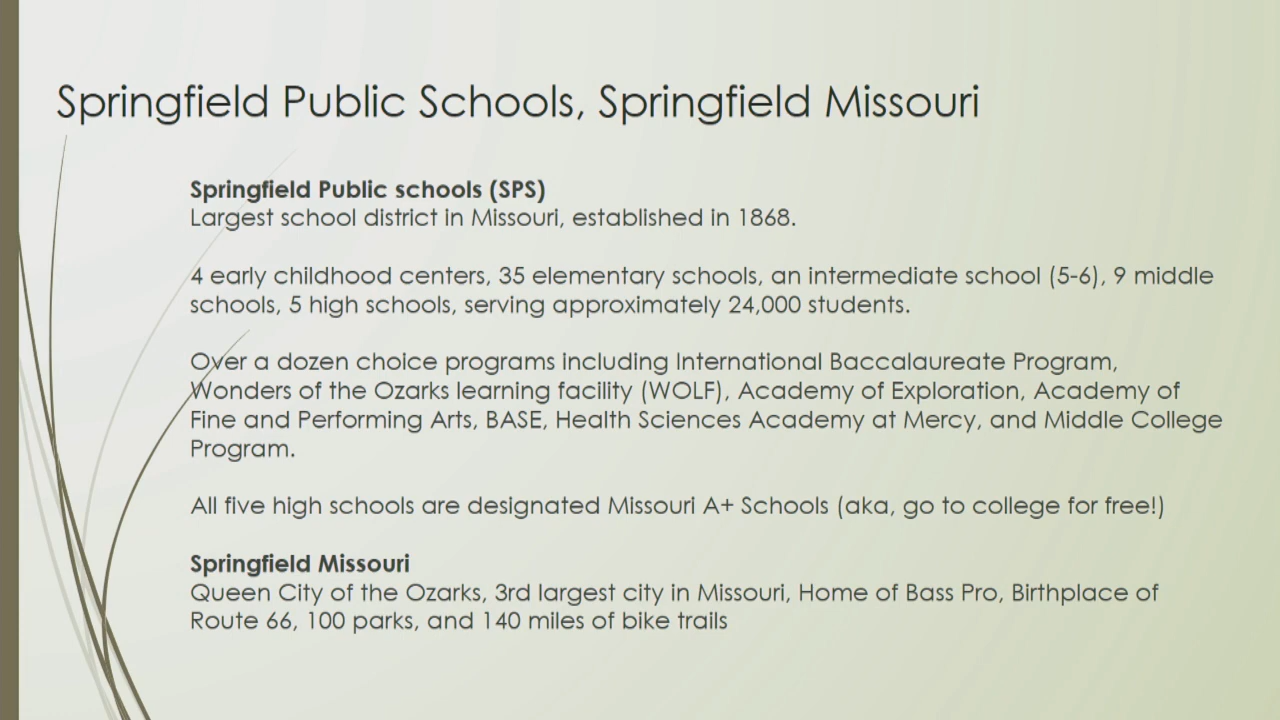 Springfield Public Schools, Springfield Missouri
Springfield Public schools (SPS)
Largest school district in Missouri, established in 1868.
4 early childhood centers, 35 elementary schools, an intermediate school (5-6), 9 middle
schools, 5 high schools, serving approximately 24,000 students.
Over a dozen choice programs including International Baccalaureate Program,
Wonders of the Ozarks learning facility (WOLF), Academy of Exploration, Academy of
Fine and Performing Arts, BASE, Health Sciences Academy at Mercy, and Middle College
Program.
All five high schools are designated Missouri A+ Schools (aka, go to college for free!)
Springfield Missouri
Queen City of the Ozarks, 3rd largest city in Missouri, Home of Bass Pro, Birthplace of
Route 66, 100 parks, and 140 miles of bike trails